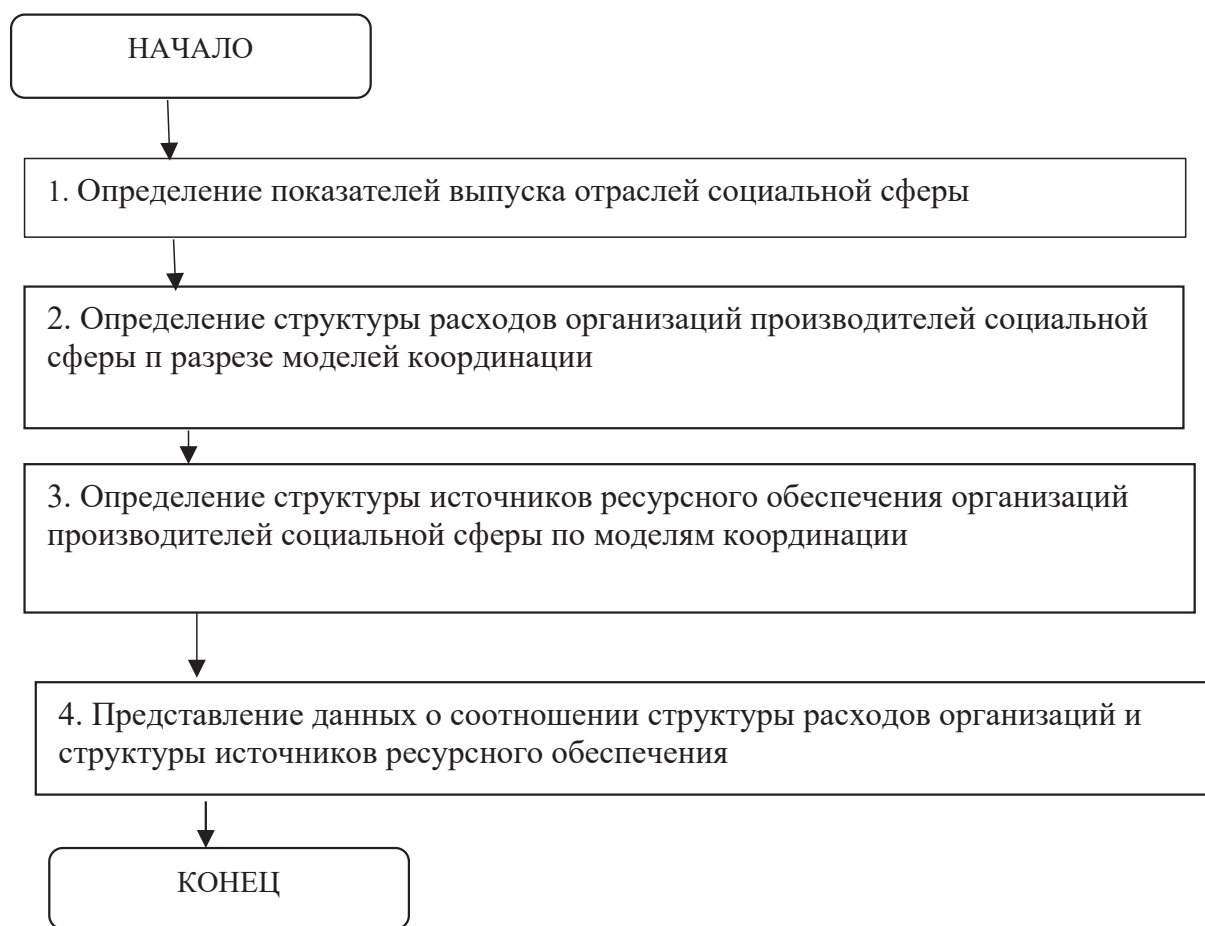 НАЧАЛО
1. Определение показателей выпуска отраслей социальной сферы
2. Определение структуры расходов организаций производителей социальной
сферы п разрезе моделей координации
3. Определение структуры источников ресурсного обеспечения организаций
производителей социальной сферы по моделям координации
4. Представление данных о соотношении структуры расходов организаций и
структуры источников ресурсного обеспечения
КОНЕЦ